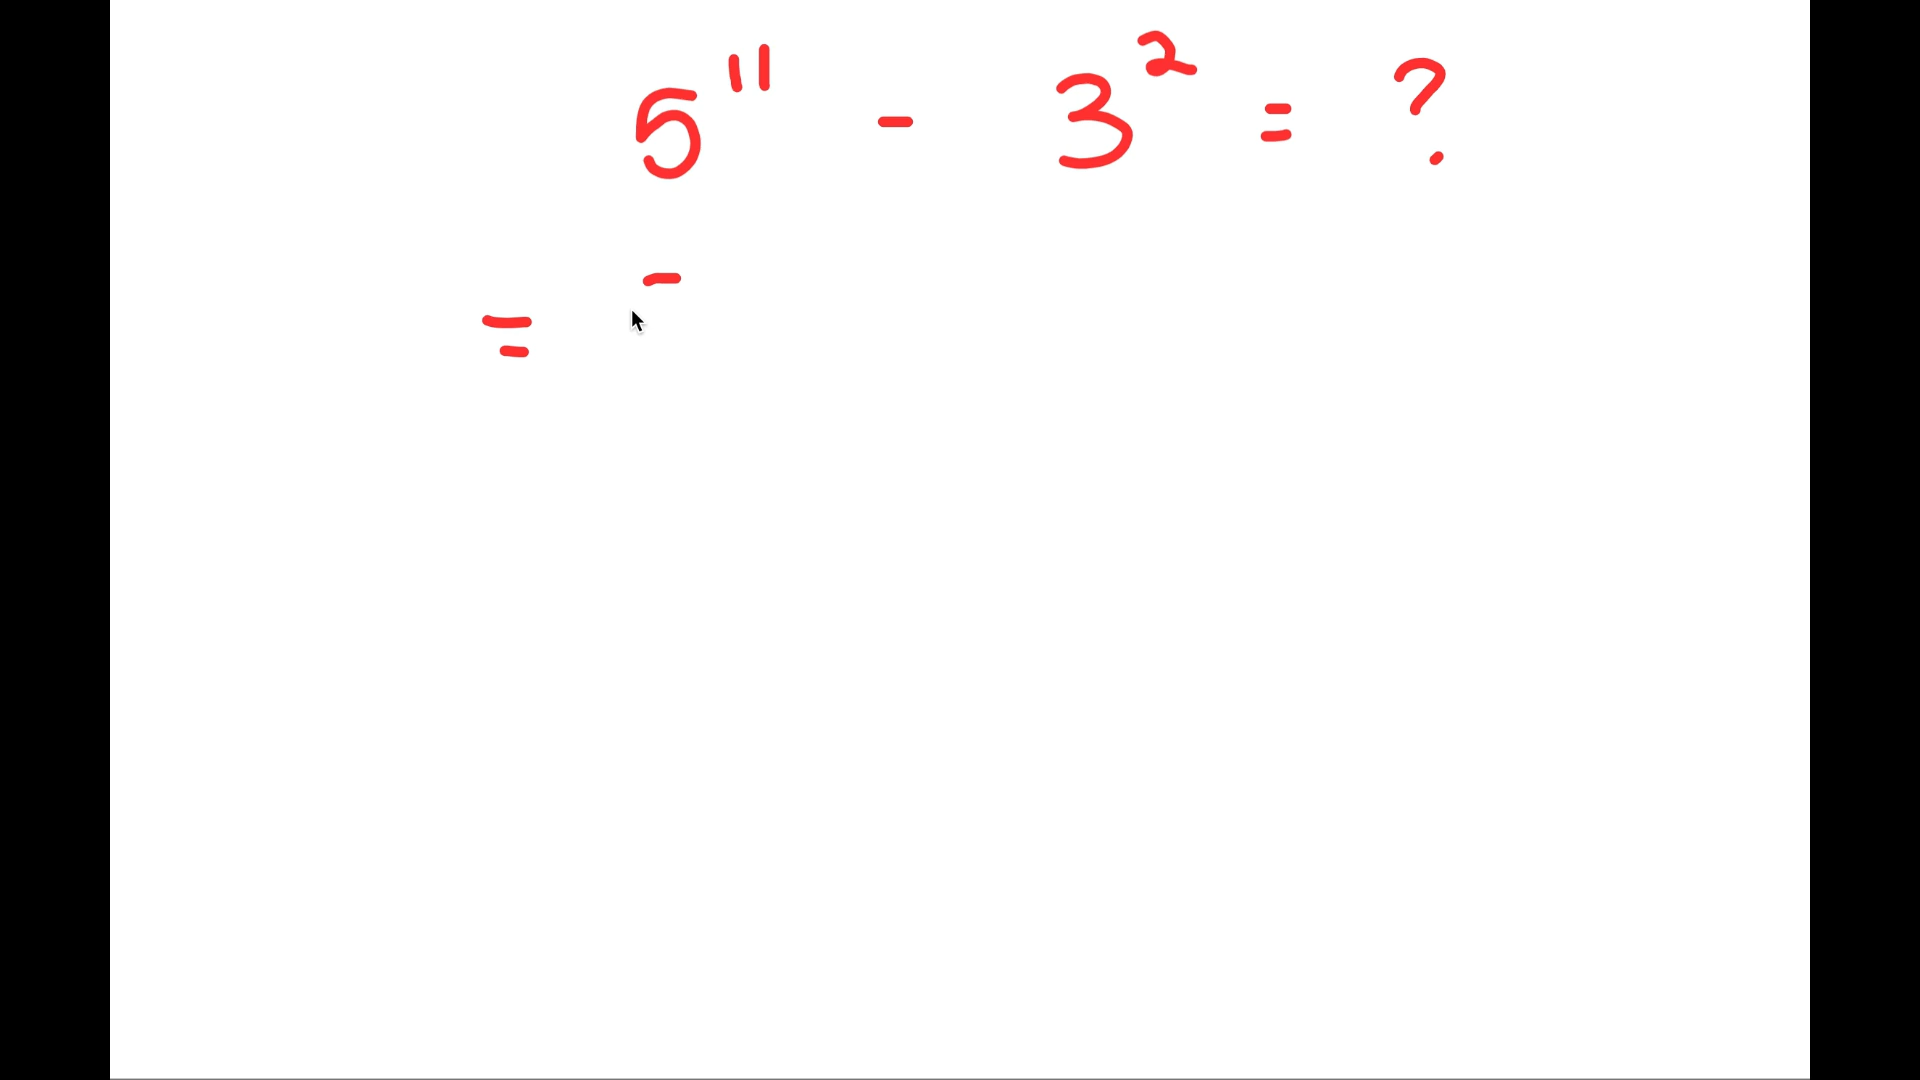 5¹¹ - 3² = ?
= -